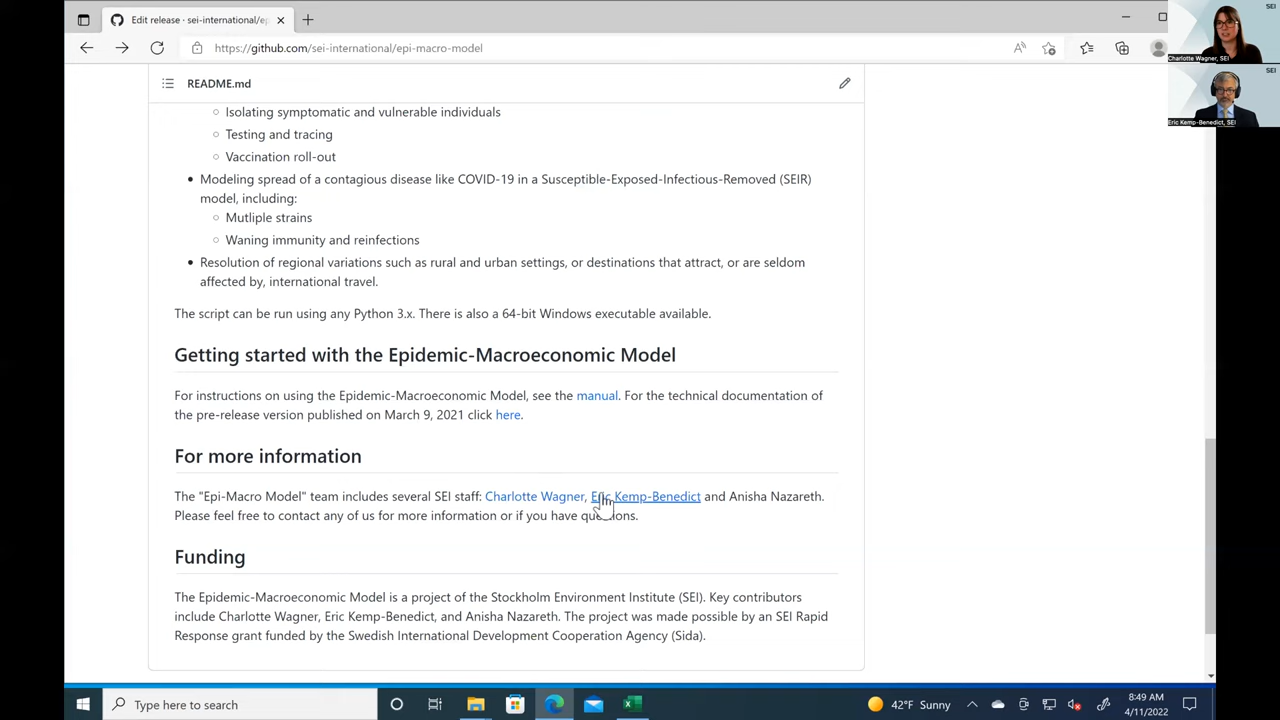 Edit release · sei-international/ep
https://github.com/sei-international/epi-macro-model
SEI
Charlotte Wagner, SEI
SEI
Eric Kemp-Benedict, SEI
README.md
Isolating symptomatic and vulnerable individuals
Testing and tracing
Vaccination roll-out
Modeling spread of a contagious disease like COVID-19 in a Susceptible-Exposed-Infectious-Removed (SEIR)
model, including:
Mutliple strains
Waning immunity and reinfections
Resolution of regional variations such as rural and urban settings, or destinations that attract, or are seldom
affected by, international travel.
The script can be run using any Python 3.x. There is also a 64-bit Windows executable available.
Getting started with the Epidemic-Macroeconomic Model
For instructions on using the Epidemic-Macroeconomic Model, see the manual. For the technical documentation of
the pre-release version published on March 9, 2021 click here.
For more information
The "Epi-Macro Model" team includes several SEI staff: Charlotte Wagner, Eric Kemp-Benedict and Anisha Nazareth.
Please feel free to contact any of us for more information or if you have questions.
Funding
The Epidemic-Macroeconomic Model is a project of the Stockholm Environment Institute (SEI). Key contributors
include Charlotte Wagner, Eric Kemp-Benedict, and Anisha Nazareth. The project was made possible by an SEI Rapid
Response grant funded by the Swedish International Development Cooperation Agency (Sida).
Type here to search
42°F Sunny
8:49 AM
4/11/2022